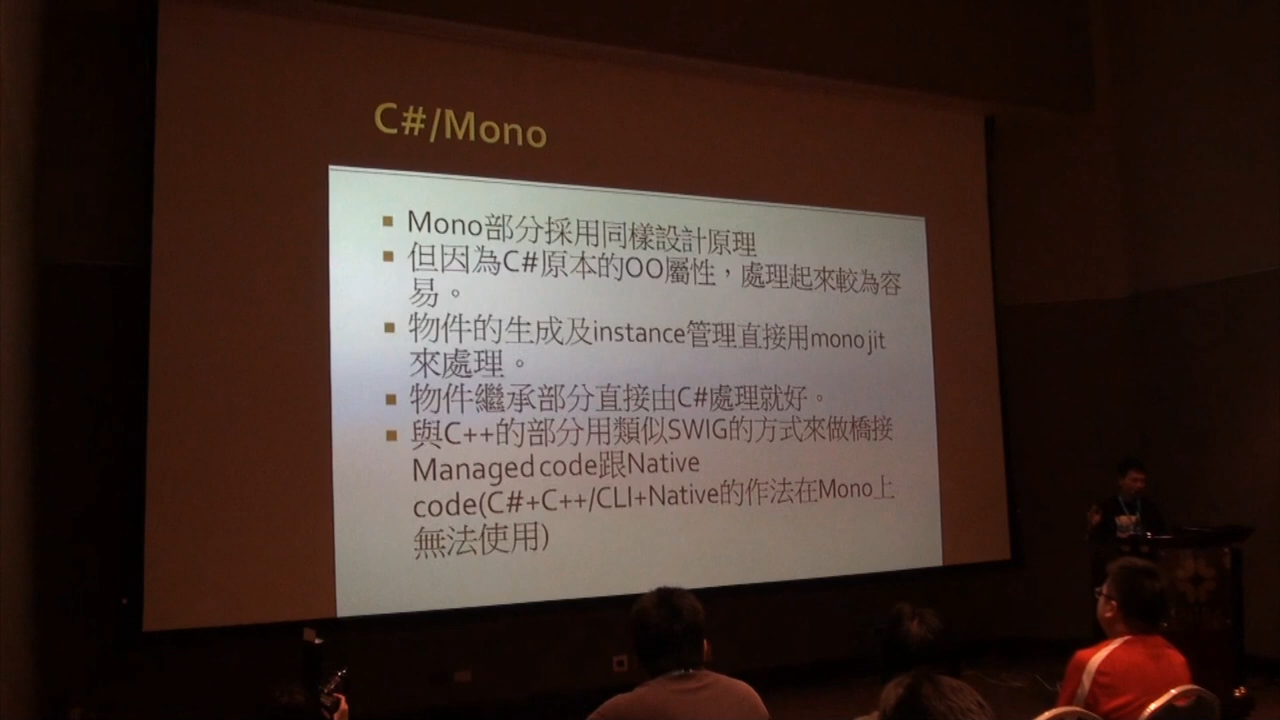 C#/Mono
Mono部分採用同樣設計原理
但因為C#原本的OO屬性，處理起來較為容
易。
物件的生成及instance管理直接用mono jit
來處理。
物件繼承部分直接由C#處理就好。
與C++的部分用類似SWIG的方式來做橋接
Managed code跟Native
code(C#+C++/CLI+Native的作法在Mono上
無法使用)